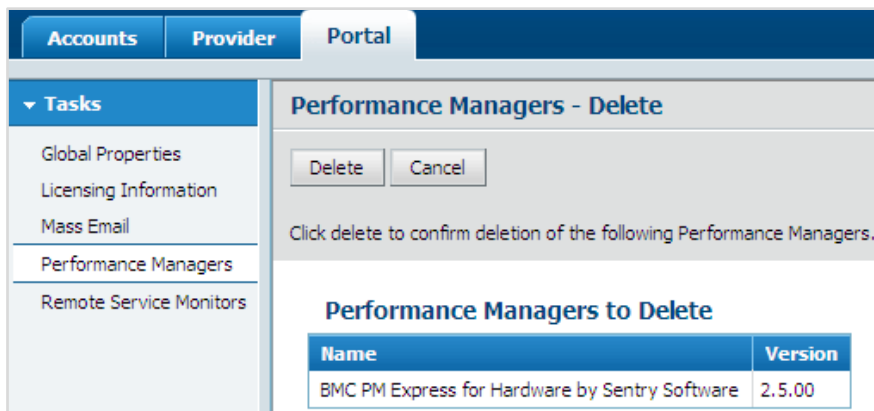 Accounts Provider Portal
Tasks
Global Properties
Licensing Information
Mass Email
Performance Managers
Remote Service Monitors
Performance Managers - Delete
Delete Cancel
Click delete to confirm deletion of the following Performance Managers.
Performance Managers to Delete
Name Version
BMC PM Express for Hardware by Sentry Software 2.5.00